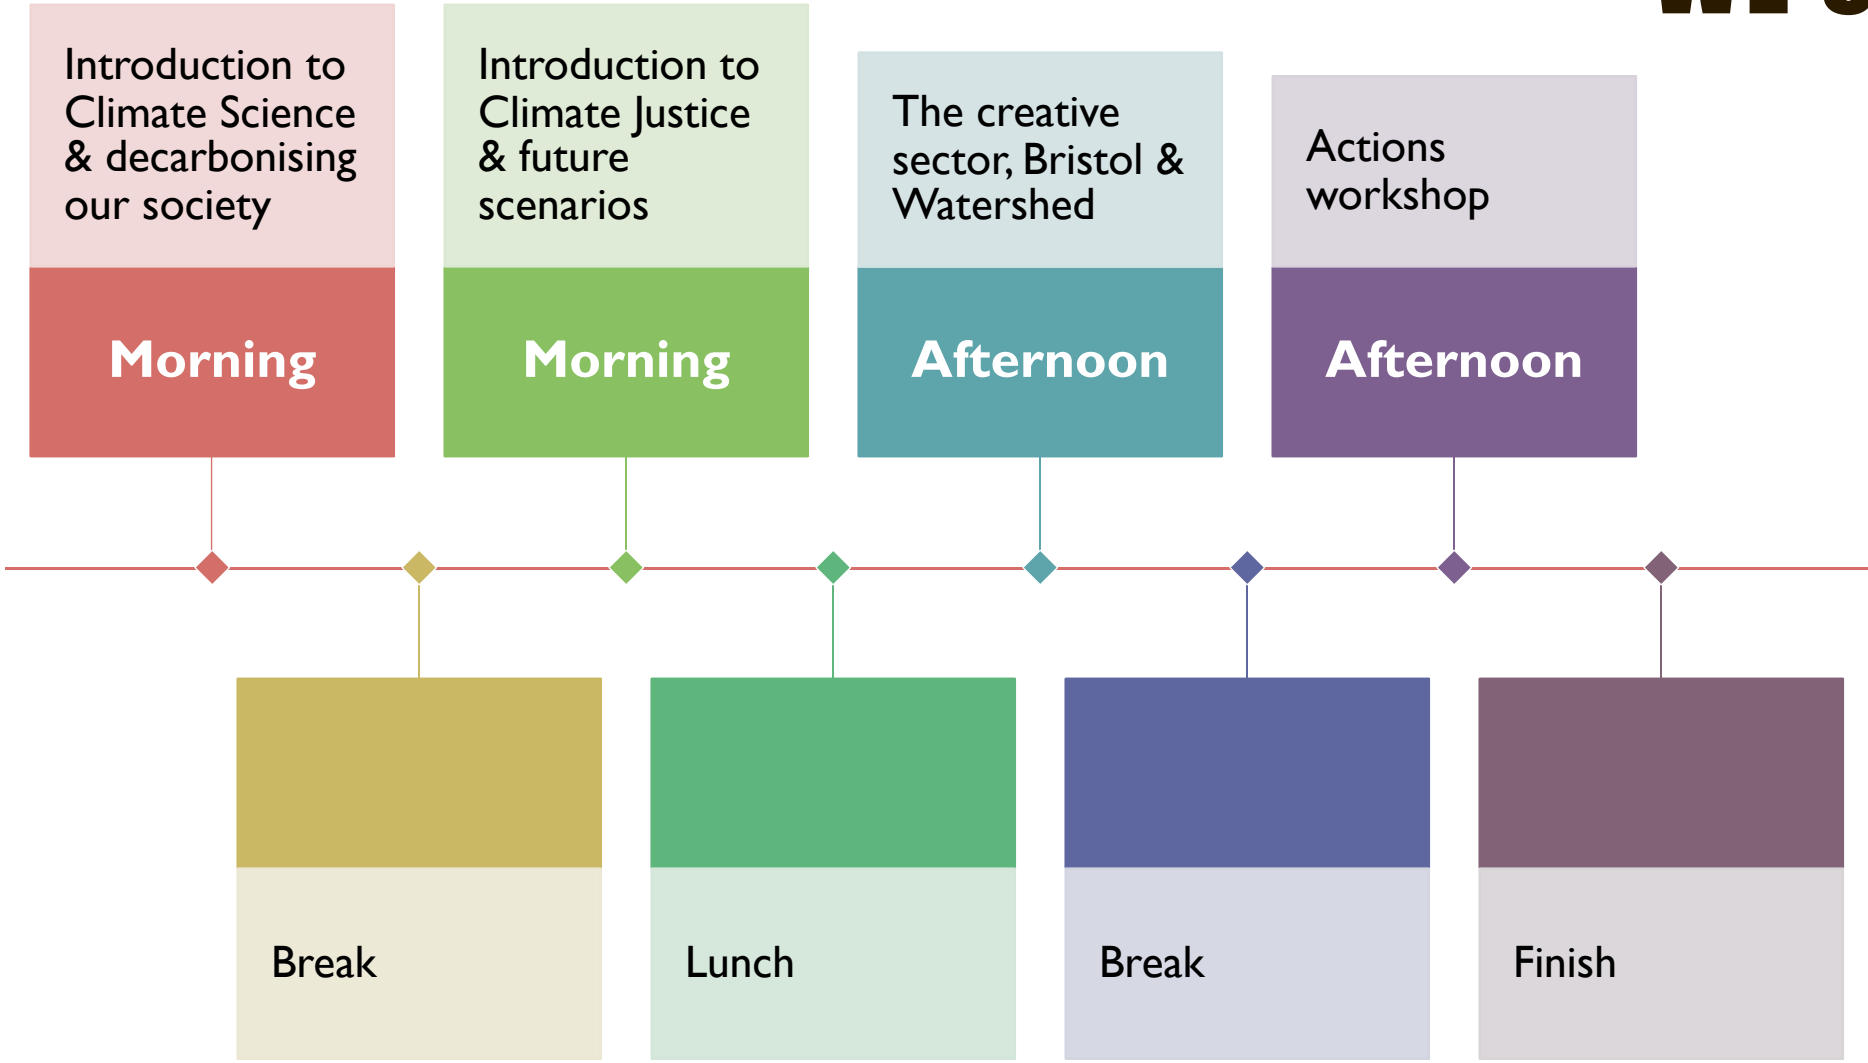 Introduction to
Climate Science
& decarbonising
our society
Morning
Introduction to
Climate Justice
& future
scenarios
Morning
The creative
sector, Bristol &
Watershed
Afternoon
Actions
workshop
Afternoon
Break
Lunch
Break
Finish